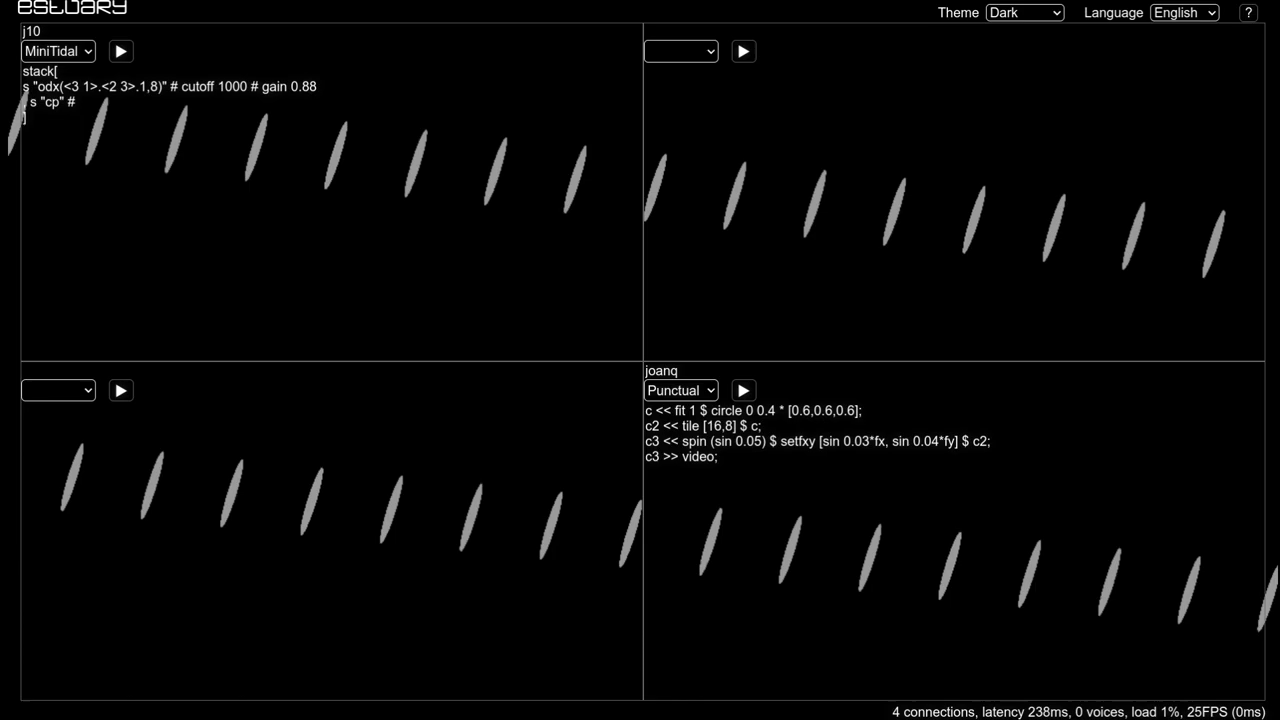 estuary
Theme Dark Language English ?
j10
MiniTidal
stack[
s "odx(<3 1>.<2 3>.1,8)" # cutoff 1000 # gain 0.88
s "cp" #
]
joanq
Punctual
c << fit 1 $ circle 0 0.4 * [0.6,0.6,0.6];
c2 << tile [16,8] $ c;
c3 << spin (sin 0.05) $ setfxy [sin 0.03*fx, sin 0.04*fy] $ c2;
c3 >> video;
4 connections, latency 238ms, 0 voices, load 1%, 25FPS (0ms)